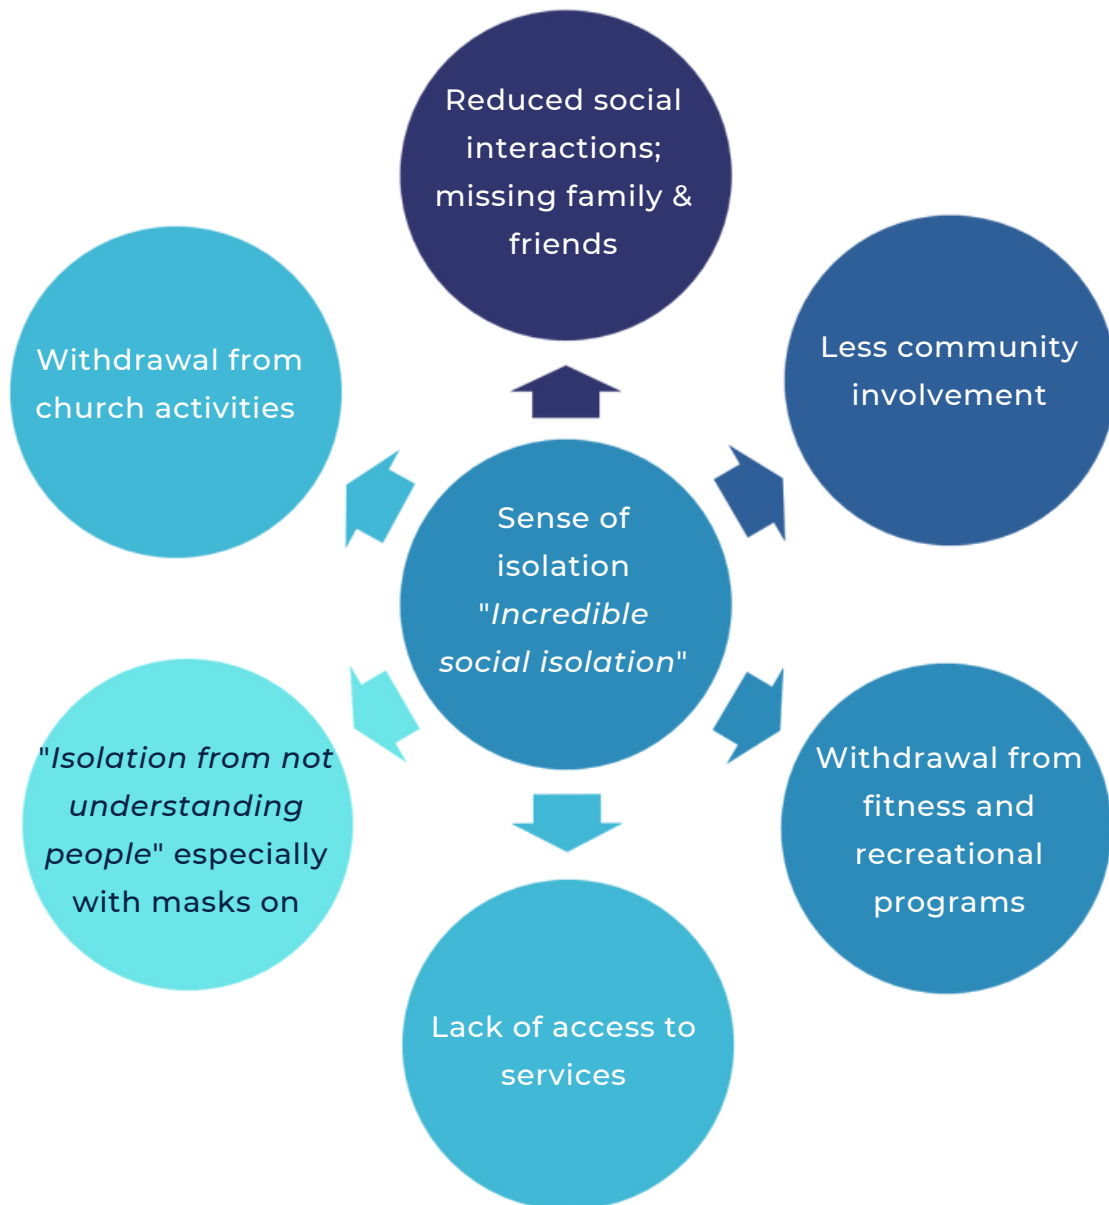 Reduced social
interactions;
missing family &
friends
Less community
involvement
Withdrawal from
church activities
Sense of
isolation
"Incredible
social isolation"
"Isolation from not
understanding
people" especially
with masks on
Withdrawal from
fitness and
recreational
programs
Lack of access to
services